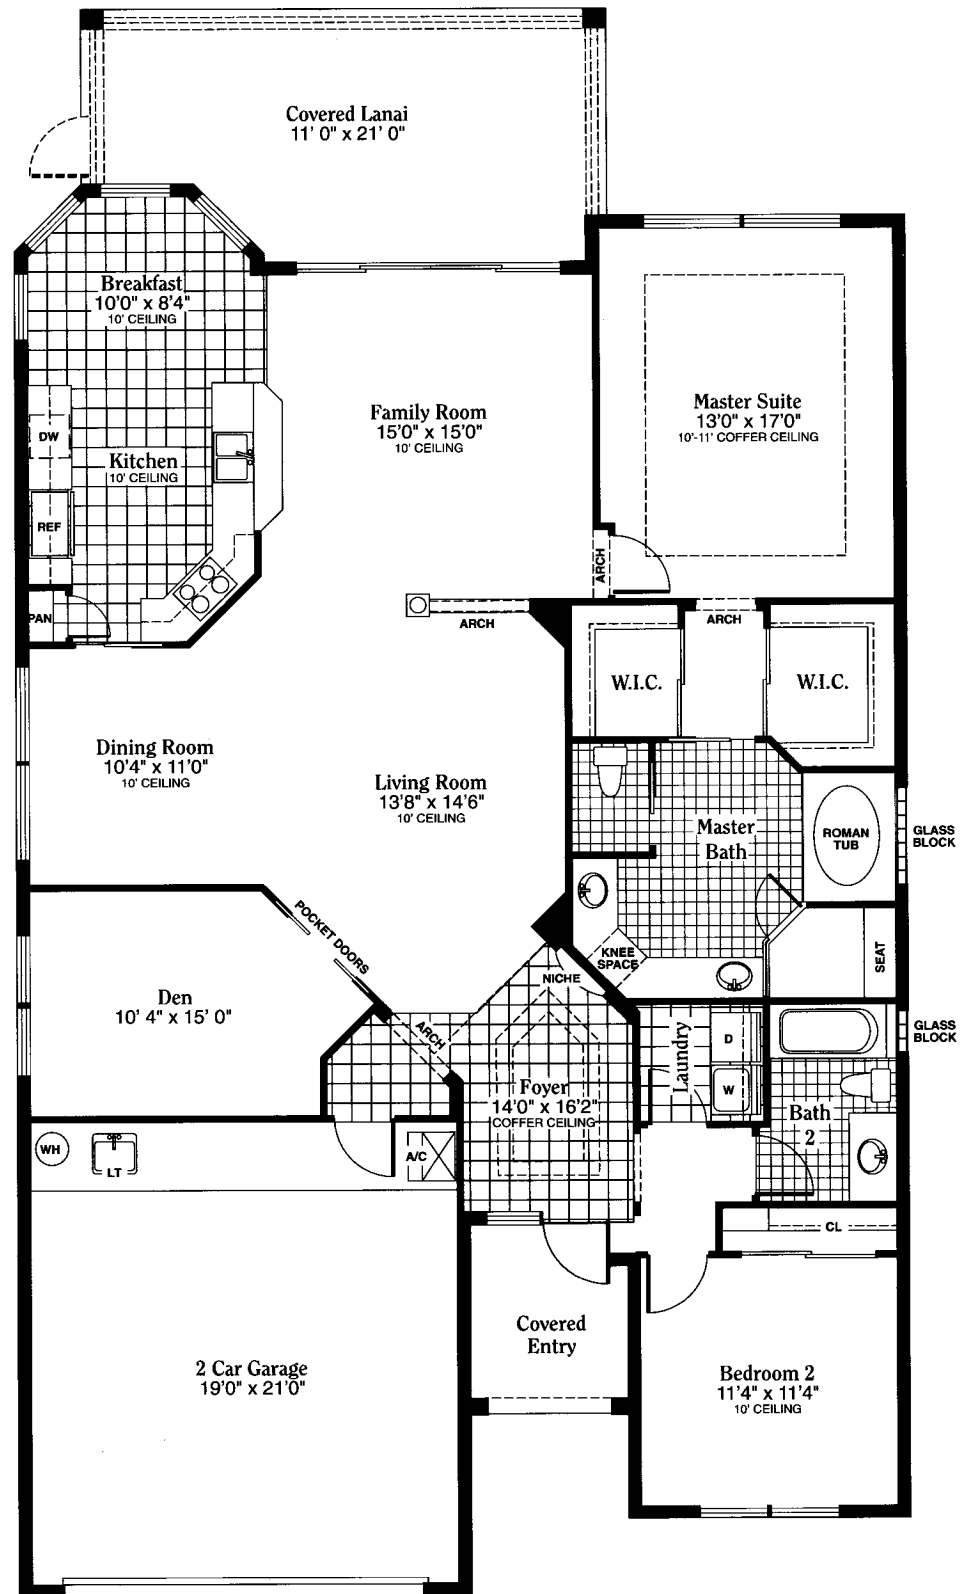 Covered Lanai
11' 0" x 21' 0"
Breakfast
10'0" x 8'4"
10' CEILING
Family Room
15'0" x 15'0"
10' CEILING
Master Suite
13'0" x 17'0"
10'-11' COFFER CEILING
DW
Kitchen
10' CEILING
REF
ARCH
PAN
ARCH
ARCH
W.I.C.
W.I.C.
Dining Room
10'4" x 11'0"
10' CEILING
Living Room
13'8" x 14'6"
10' CEILING
Master
Bath
ROMAN
TUB
GLASS
BLOCK
POCKET DOORS
KNEE
SPACE
SEAT
NICHE
Den
10' 4" x 15' 0"
ARCH
Laundry
D
W
GLASS
BLOCK
Foyer
14'0" x 16'2"
COFFER CEILING
Bath
2
WH
LT
A/C
CL
Covered
Entry
2 Car Garage
19'0" x 21'0"
Bedroom 2
11'4" x 11'4"
10' CEILING